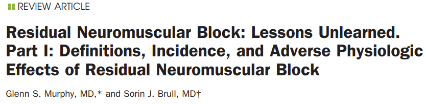 REVIEW ARTICLE
Residual Neuromuscular Block: Lessons Unlearned.
Part I: Definitions, Incidence, and Adverse Physiologic
Effects of Residual Neuromuscular Block
Glenn S. Murphy, MD,* and Sorin J. Brull, MD†